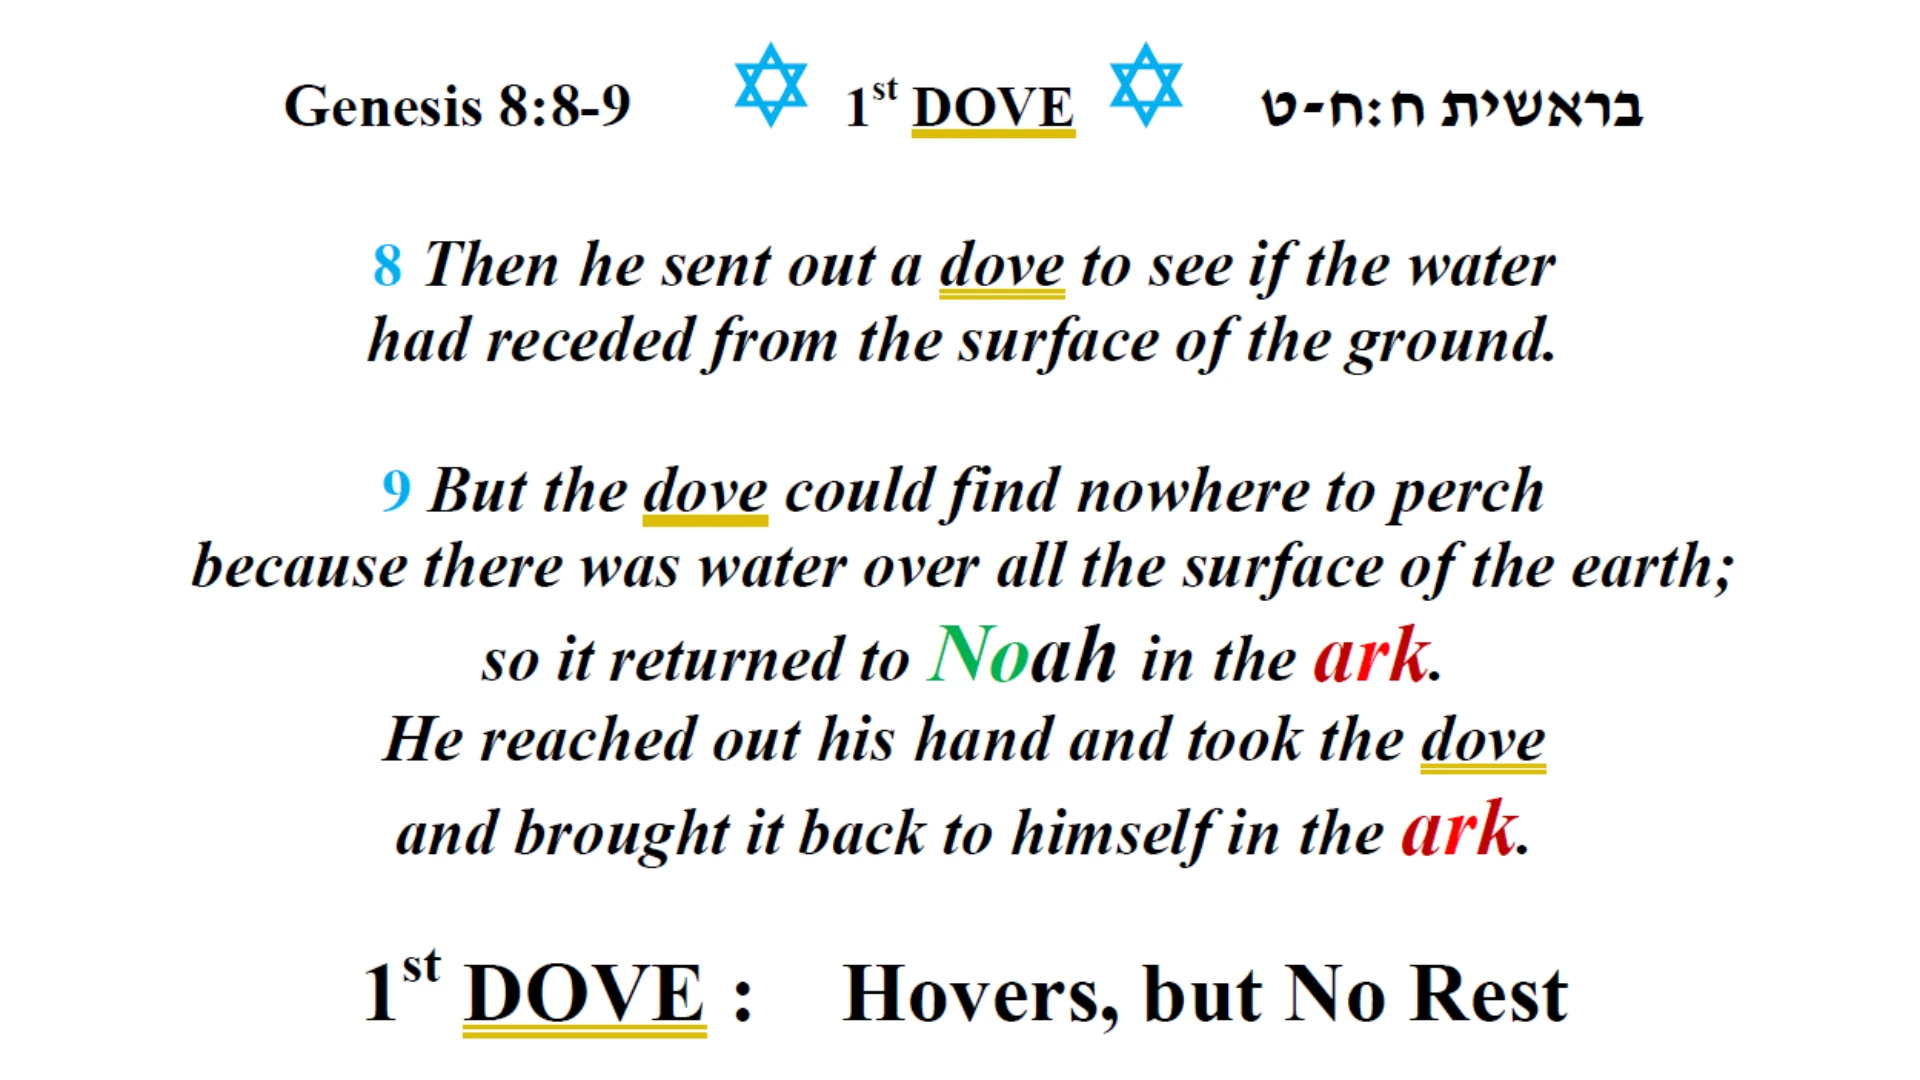 Genesis 8:8-9 1st DOVE בראשית ח:ח-ט
8 Then he sent out a dove to see if the water
had receded from the surface of the ground.
9 But the dove could find nowhere to perch
because there was water over all the surface of the earth;
so it returned to Noah in the ark.
He reached out his hand and took the dove
and brought it back to himself in the ark.
1st DOVE : Hovers, but No Rest